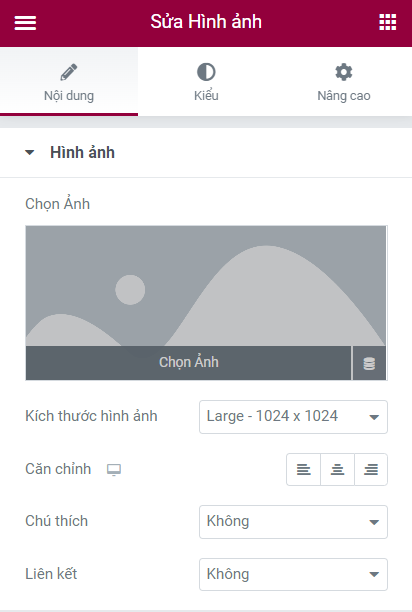 Sửa Hình ảnh
Nội dung
Kiểu
Nâng cao
Hình ảnh
Chọn Ảnh
Chọn Ảnh
Kích thước hình ảnh
Large - 1024 x 1024
Căn chỉnh
Chú thích
Không
Liên kết
Không